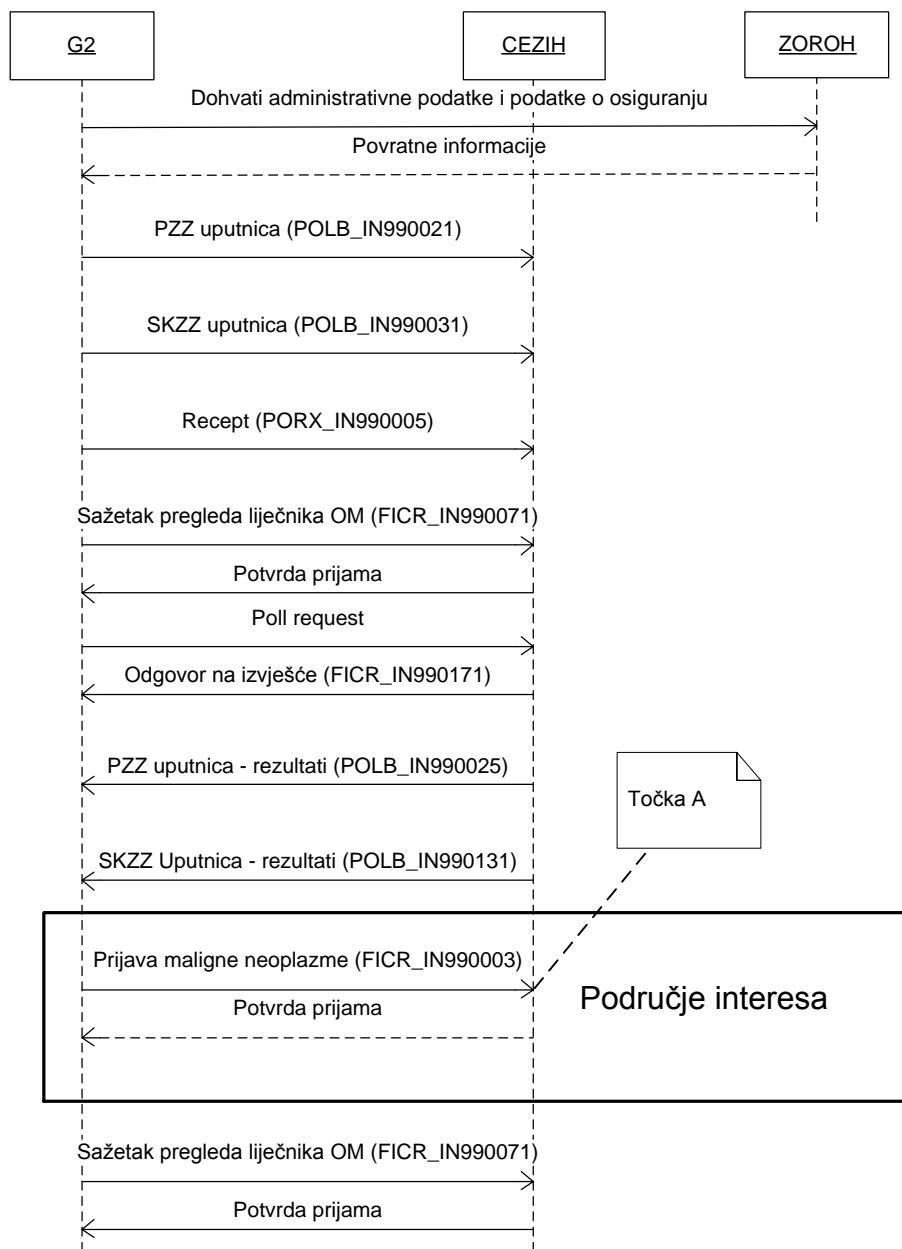 G2
CEZIH
ZOROH
Dohvati administrativne podatke i podatke o osiguranju
Povratne informacije
PZZ uputnica (POLB_IN990021)
SKZZ uputnica (POLB_IN990031)
Recept (PORX_IN990005)
Sažetak pregleda liječnika OM (FICR_IN990071)
Potvrda prijama
Poll request
Odgovor na izvješće (FICR_IN990171)
PZZ uputnica - rezultati (POLB_IN990025)
Točka A
SKZZ Uputnica - rezultati (POLB_IN990131)
Prijava maligne neoplazme (FICR_IN990003)
Područje interesa
Potvrda prijama
Sažetak pregleda liječnika OM (FICR_IN990071)
Potvrda prijama